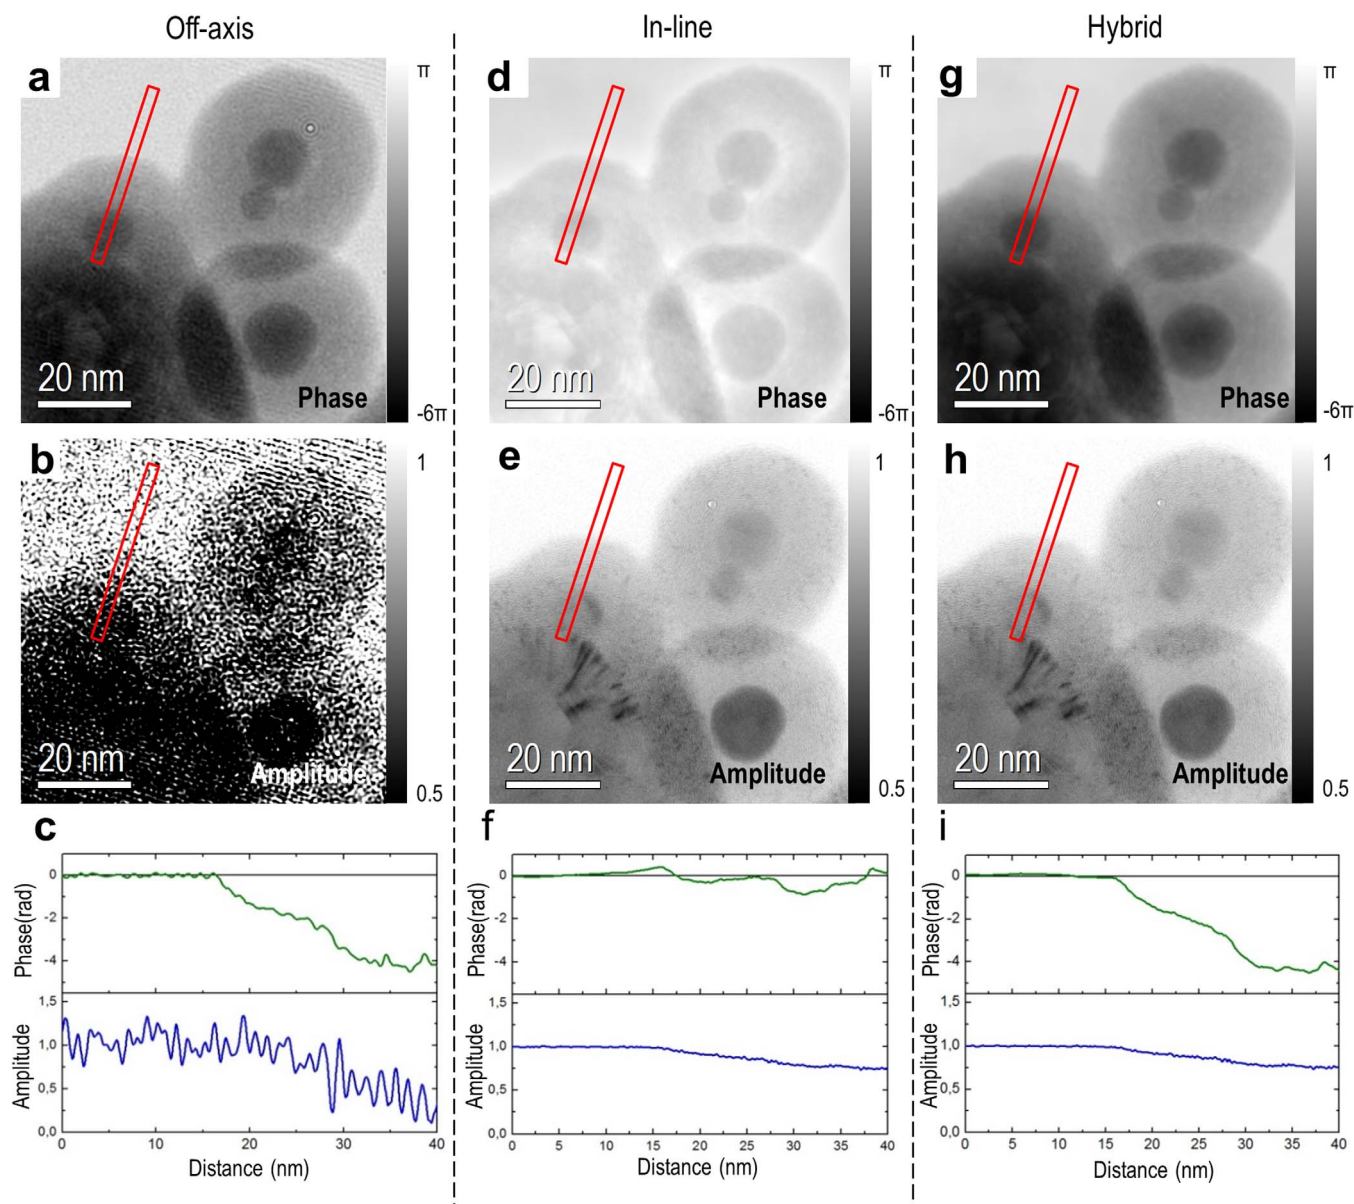 Off-axis
In-line
Hybrid
a
π
d
π
g
π
20 nm
Phase
-6π
20 nm
Phase
-6π
20 nm
Phase
-6π
b
1
e
1
h
1
20 nm
Amplitude
0.5
20 nm
Amplitude
0.5
20 nm
Amplitude
0.5
c
Phase(rad)
0
-2
-4
Amplitude
1,5
1,0
0,5
0,0
0 10 20 30 40
Distance (nm)
f
Phase(rad)
0
-2
-4
Amplitude
1,5
1,0
0,5
0,0
0 5 10 15 20 25 30 35 40
Distance (nm)
i
Phase(rad)
0
-2
-4
Amplitude
1,5
1,0
0,5
0,0
0 5 10 15 20 25 30 35 40
Distance (nm)